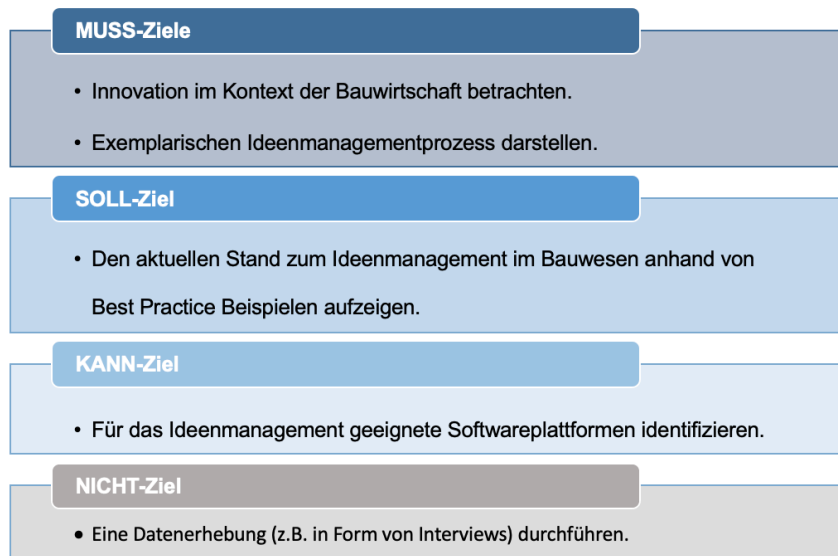 MUSS-Ziele
• Innovation im Kontext der Bauwirtschaft betrachten.
• Exemplarischen Ideenmanagementprozess darstellen.
SOLL-Ziel
• Den aktuellen Stand zum Ideenmanagement im Bauwesen anhand von
Best Practice Beispielen aufzeigen.
KANN-Ziel
• Für das Ideenmanagement geeignete Softwareplattformen identifizieren.
NICHT-Ziel
• Eine Datenerhebung (z.B. in Form von Interviews) durchführen.